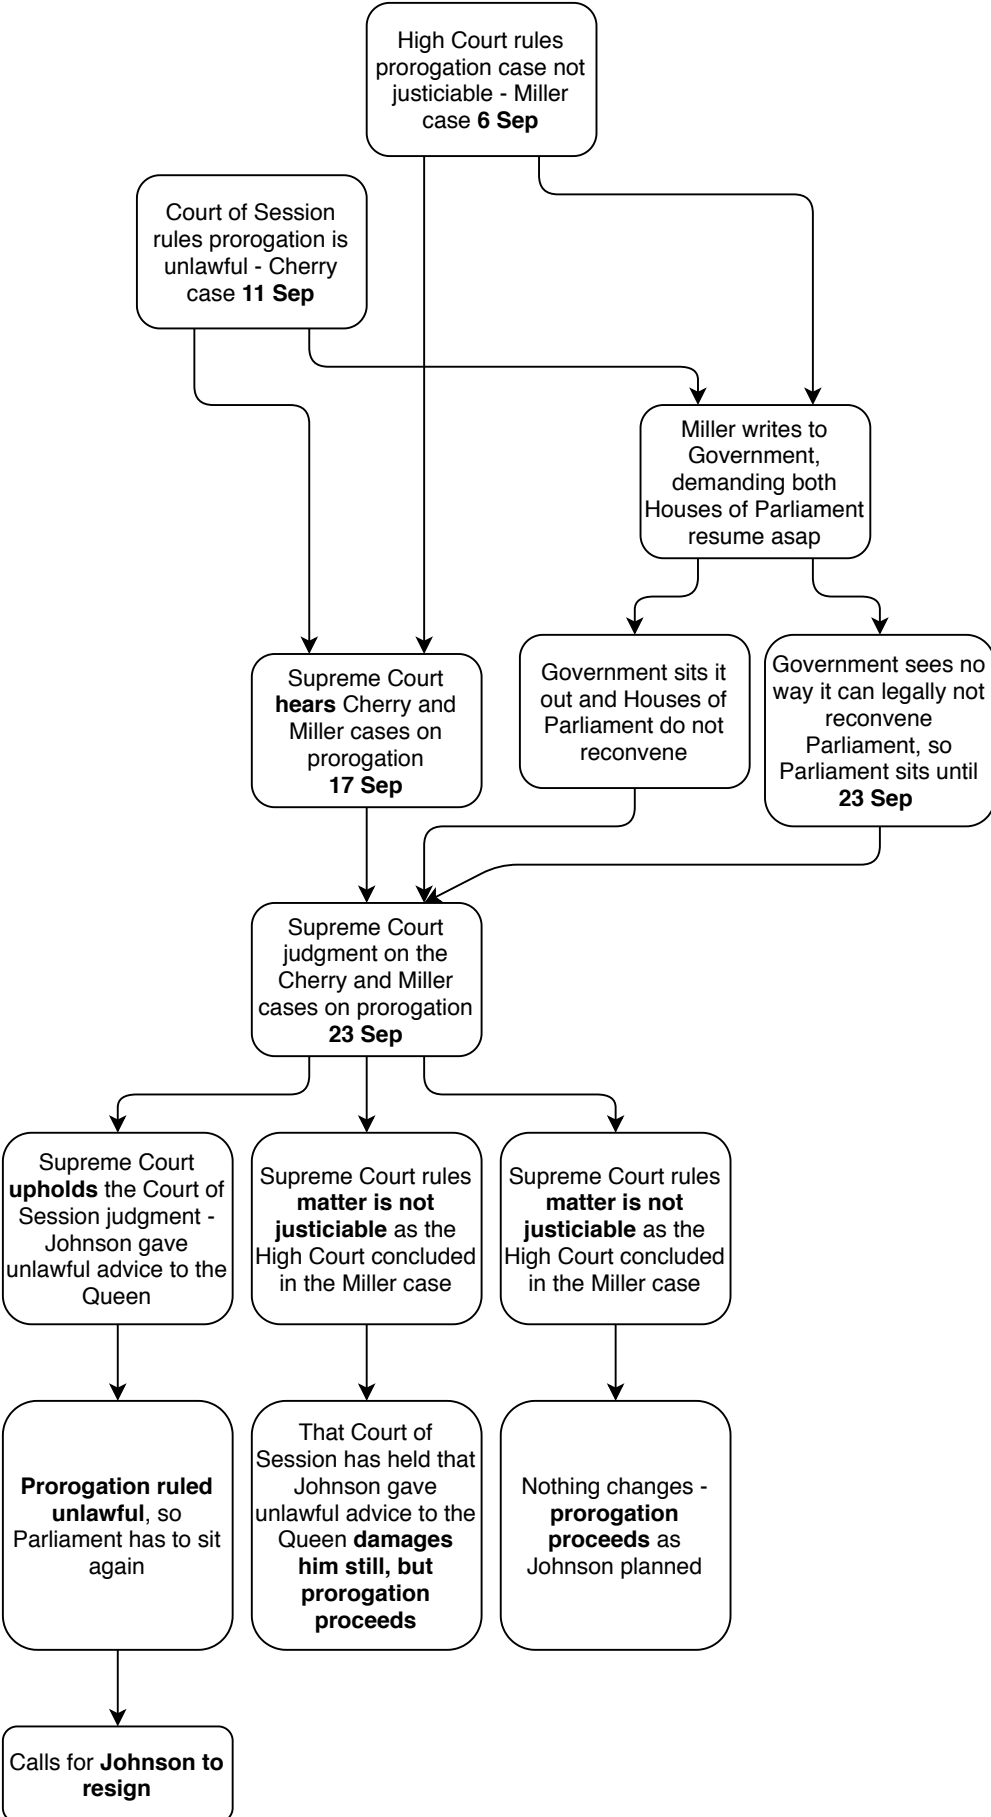 High Court rules
prorogation case not
justiciable - Miller
case 6 Sep
Court of Session
rules prorogation is
unlawful - Cherry
case 11 Sep
Miller writes to
Government,
demanding both
Houses of Parliament
resume asap
Supreme Court
hears Cherry and
Miller cases on
prorogation
17 Sep
Government sits it
out and Houses of
Parliament do not
reconvene
Government sees no
way it can legally not
reconvene
Parliament, so
Parliament sits until
23 Sep
Supreme Court
judgment on the
Cherry and Miller
cases on prorogation
23 Sep
Supreme Court
upholds the Court of
Session judgment -
Johnson gave
unlawful advice to the
Queen
Supreme Court rules
matter is not
justiciable as the
High Court concluded
in the Miller case
Supreme Court rules
matter is not
justiciable as the
High Court concluded
in the Miller case
Prorogation ruled
unlawful, so
Parliament has to sit
again
That Court of
Session has held that
Johnson gave
unlawful advice to the
Queen damages
him still, but
prorogation
proceeds
Nothing changes -
prorogation
proceeds as
Johnson planned
Calls for Johnson to
resign